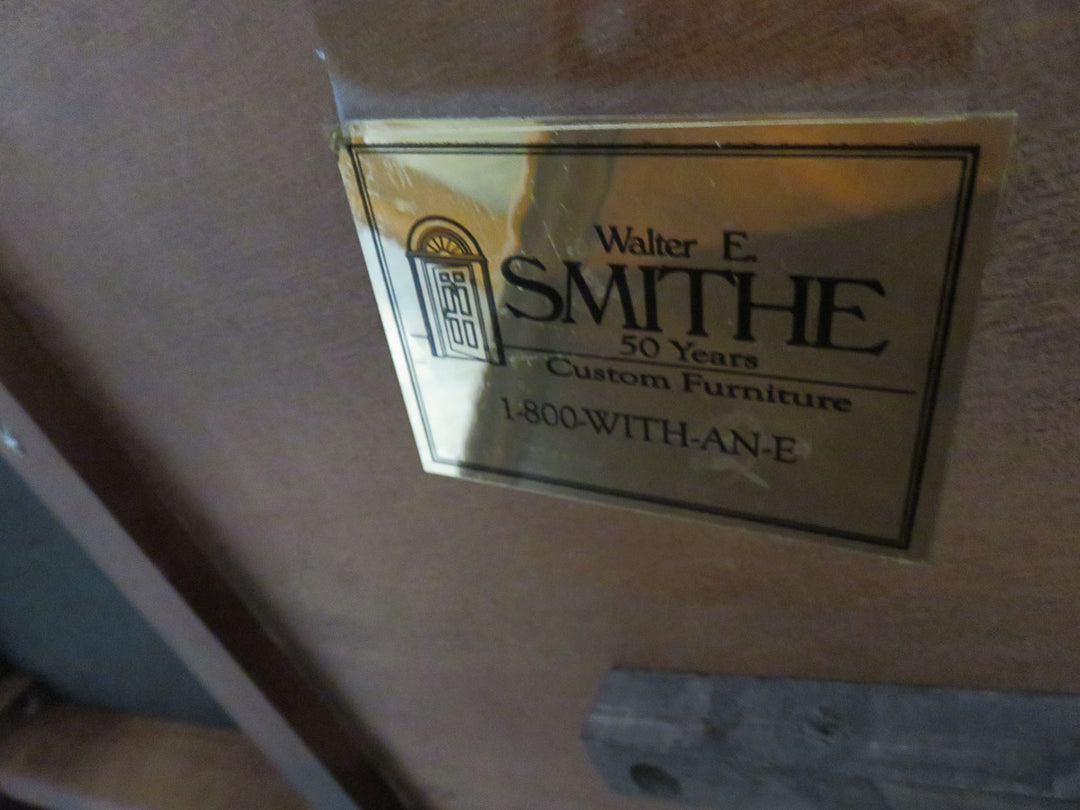 Walter E.
SMITHE
50 Years
Custom Furniture
1-800-WITH-AN-E